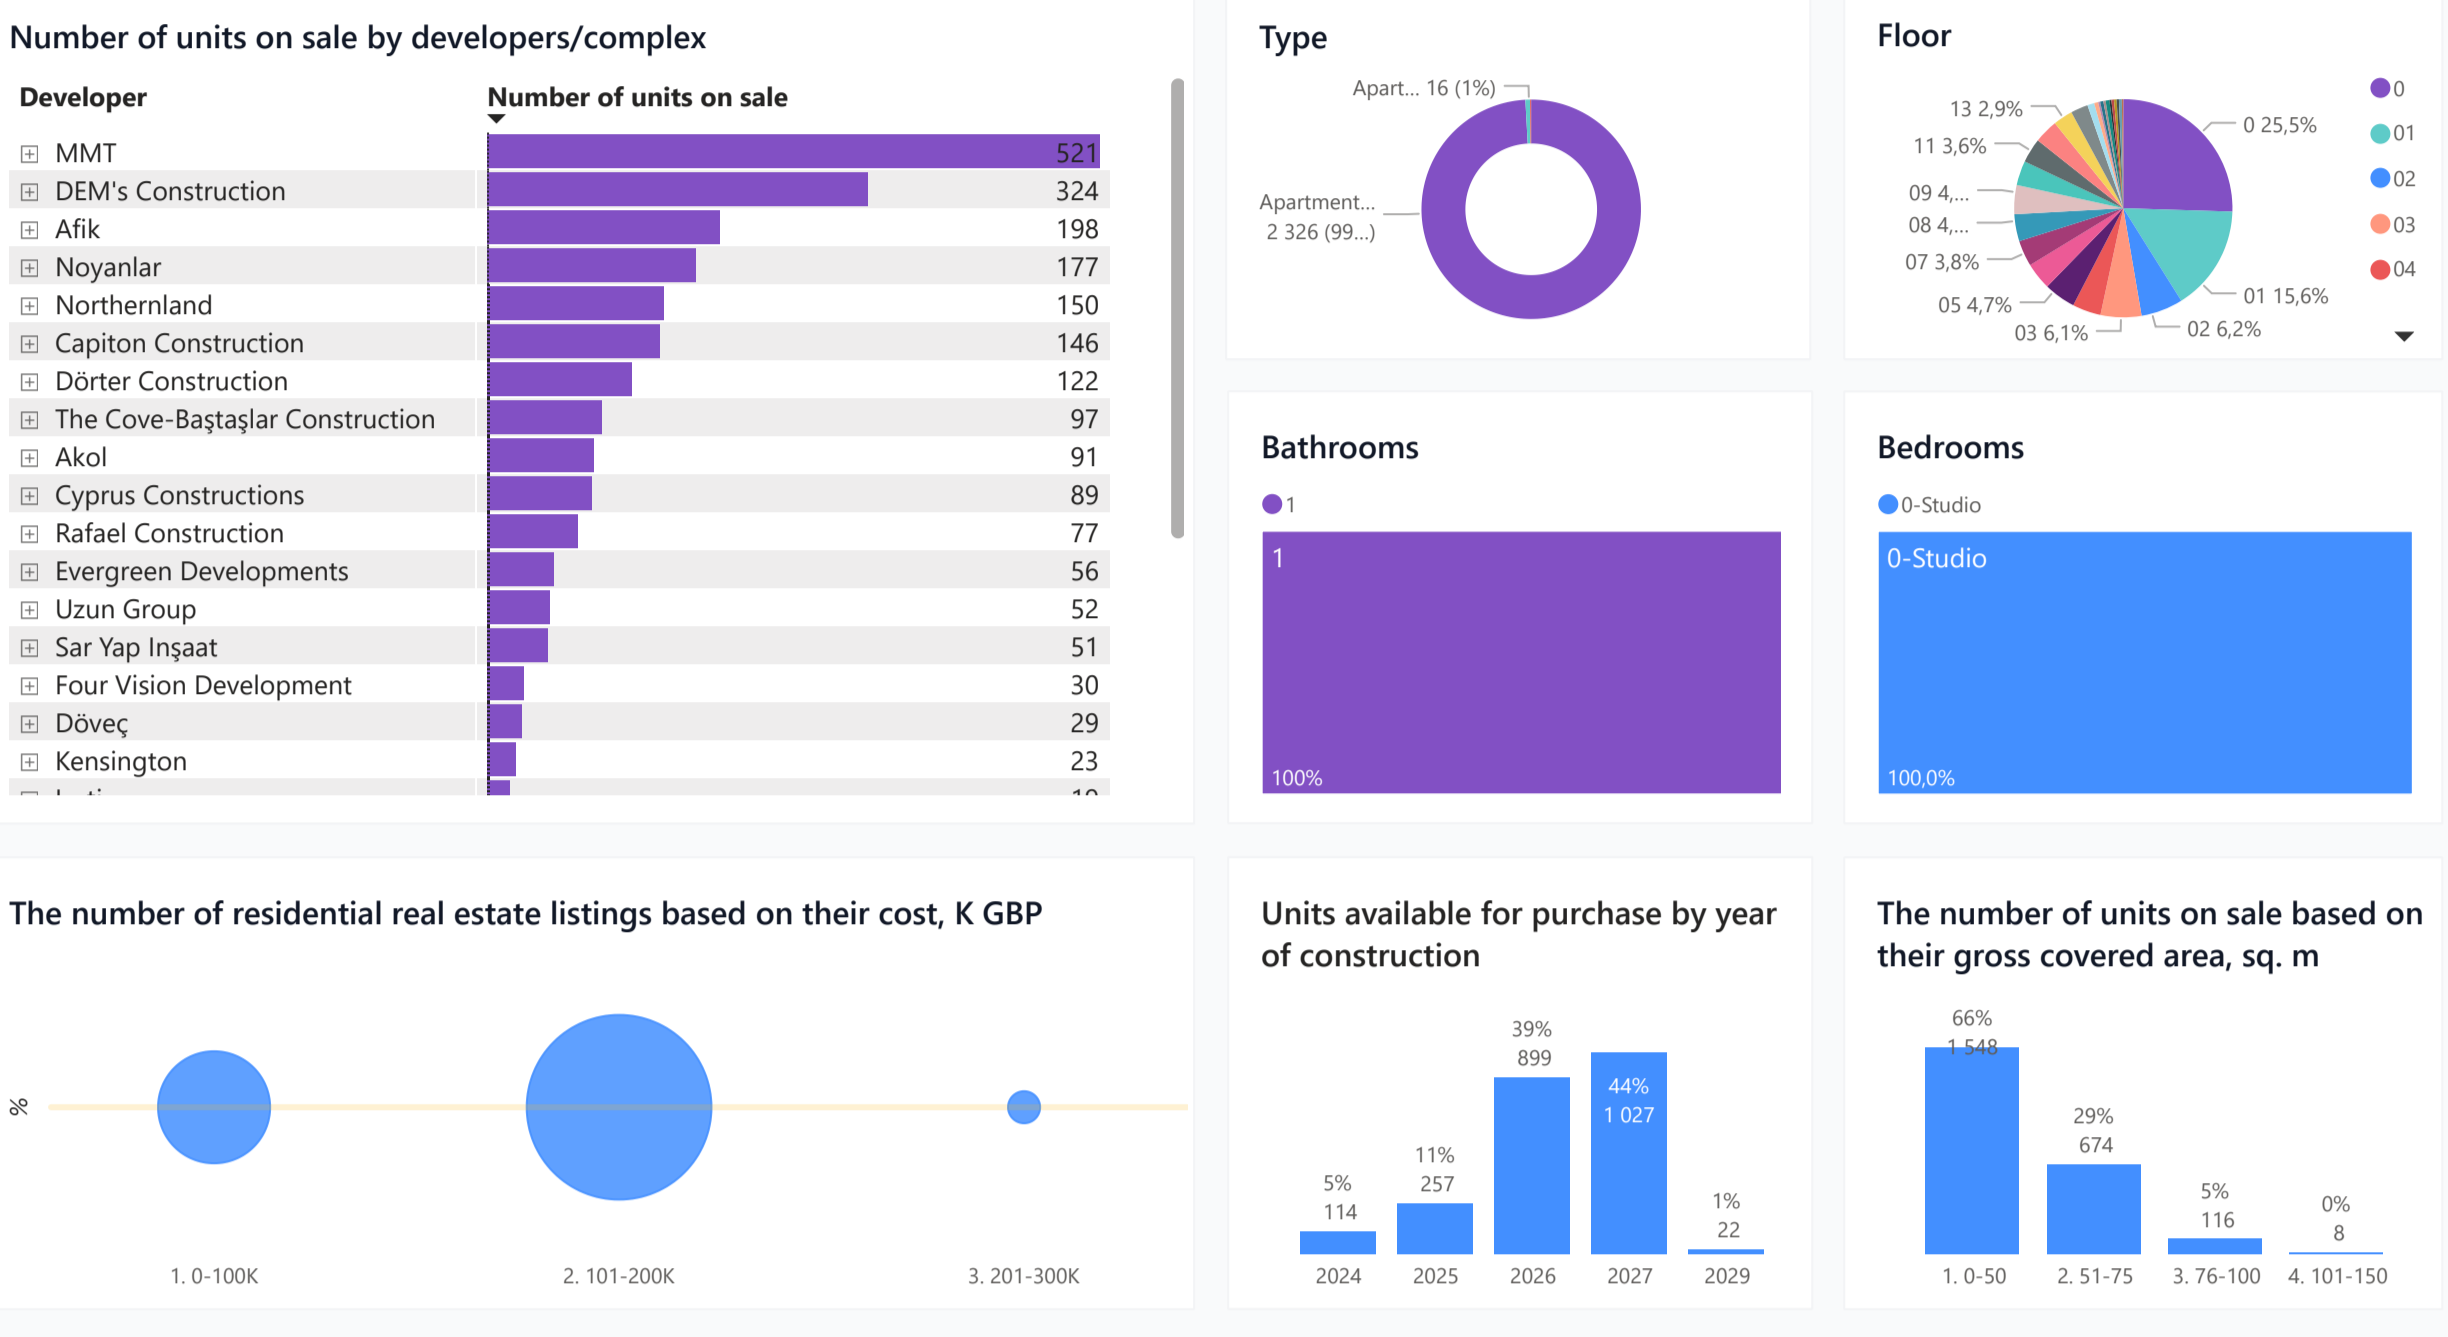 Number of units on sale by developers/complex
Developer
Number of units on sale
MMT 521
DEM's Construction 324
Afik 198
Noyanlar 177
Northernland 150
Capiton Construction 146
Dörter Construction 122
The Cove-Baştaşlar Construction 97
Akol 91
Cyprus Constructions 89
Rafael Construction 77
Evergreen Developments 56
Uzun Group 52
Sar Yap Inşaat 51
Four Vision Development 30
Döveç 29
Kensington 23
Type
Apart... 16 (1%)
Apartment...
2 326 (99...)
Floor
0 25,5%
01 15,6%
02 6,2%
03 6,1%
05 4,7%
07 3,8%
08 4,...
09 4,...
11 3,6%
13 2,9%
0
01
02
03
04
Bathrooms
1
1
100%
Bedrooms
0-Studio
0-Studio
100,0%
The number of residential real estate listings based on their cost, K GBP
%
1. 0-100K
2. 101-200K
3. 201-300K
Units available for purchase by year
of construction
5%
114
11%
257
39%
899
44%
1 027
1%
22
2024
2025
2026
2027
2029
The number of units on sale based on
their gross covered area, sq. m
66%
1 548
29%
674
5%
116
0%
8
1. 0-50
2. 51-75
3. 76-100
4. 101-150